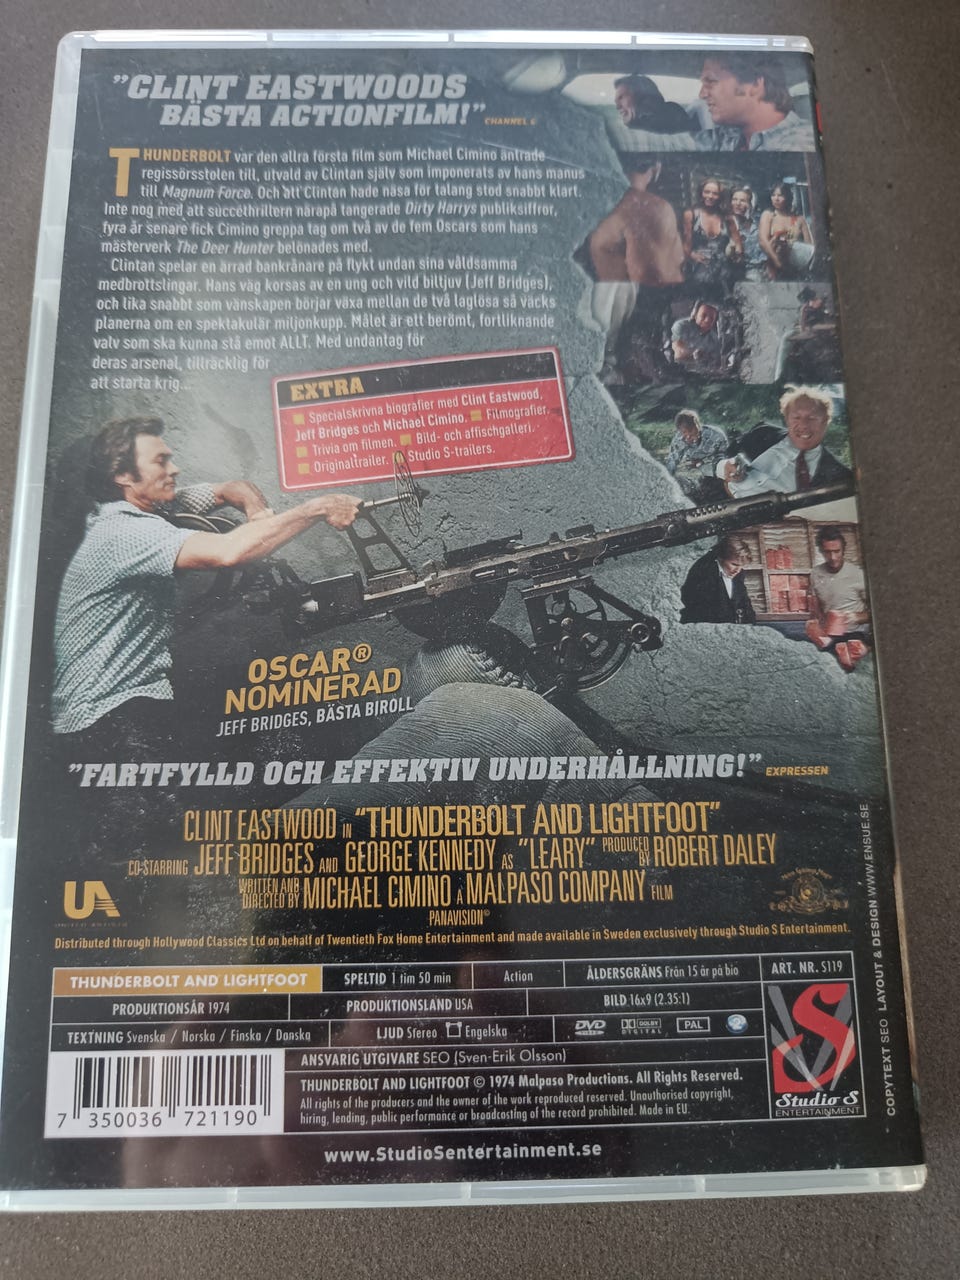 "CLINT EASTWOODS
BÄSTA ACTIONFILM!" CHANNEL 4
THUNDERBOLT var den allra första film som Michael Cimino äntrade
regissörsstolen till, utvald av Clintan själv som imponerats av hans manus
till Magnum Force. Och att Clintan hade näsa för talang stod snabbt klart.
Inte nog med att succéthrillern närapå tangerade Dirty Harrys publiksiffror,
fyra år senare fick Cimino greppa tag om två av de fem Oscars som hans
mästerverk The Deer Hunter belönades med.
Clintan spelar en ärrad bankrånare på flykt undan sina våldsamma
medbrottslingar. Hans väg korsas av en ung och vild biltjuv (Jeff Bridges),
och lika snabbt som vänskapen börjar växa mellan de två laglösa så väcks
planerna om en spektakulär miljonkupp. Målet är ett berömt, fortliknande
valv som ska kunna stå emot ALLT. Med undantag för
deras arsenal, tillräcklig för
att starta krig...
EXTRA
Specialskrivna biografier med Clint Eastwood,
Jeff Bridges och Michael Cimino. Filmografier.
Trivia om filmen. Bild- och affischgalleri.
Originaltrailer. Studio S-trailers.
OSCAR®
NOMINERAD
JEFF BRIDGES, BÄSTA BIROLL
"FARTFYLLD OCH EFFEKTIV UNDERHÅLLNING!" EXPRESSEN
CLINT EASTWOOD IN "THUNDERBOLT AND LIGHTFOOT"
CO-STARRING JEFF BRIDGES AND GEORGE KENNEDY AS "LEARY" PRODUCED BY ROBERT DALEY
WRITTEN AND DIRECTED BY MICHAEL CIMINO A MALPASO COMPANY FILM
PANAVISION®
UA
UNITED ARTISTS
Distributed through Hollywood Classics Ltd on behalf of Twentieth Fox Home Entertainment and made available in Sweden exclusively through Studio S Entertainment.
THUNDERBOLT AND LIGHTFOOT SPELTID 1 tim 50 min Action ÅLDERSGRÄNS Från 15 år på bio ART. NR. S119
PRODUKTIONSÅR 1974 PRODUKTIONSLAND USA BILD 16x9 (2.35:1)
TEXTNING Svenska / Norska / Finska / Danska LJUD Stereo Engelska DVD VIDEO DOLBY DIGITAL PAL 2
ANSVARIG UTGIVARE SEO (Sven-Erik Olsson)
THUNDERBOLT AND LIGHTFOOT © 1974 Malpaso Productions. All Rights Reserved.
All rights of the producers and the owner of the work reproduced reserved. Unauthorised copyright,
hiring, lending, public performance or broadcasting of the record prohibited. Made in EU.
7 350036 721190
S
Studio S
ENTERTAINMENT
www.StudioSentertainment.se
COPYTEXT SEO LAYOUT & DESIGN WWW.ENSUE.SE